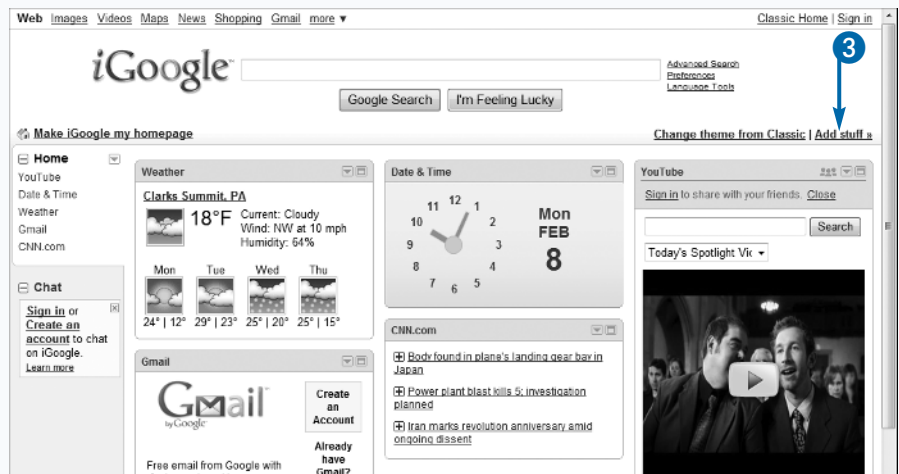 Web Images Videos Maps News Shopping Gmail more ▼
Classic Home | Sign in
3
iGoogle™
Advanced Search
Preferences
Language Tools
Google Search
I'm Feeling Lucky
Make iGoogle my homepage
Change theme from Classic | Add stuff »
Home
YouTube
Date & Time
Weather
Gmail
CNN.com
Chat
Sign in or
Create an
account to chat
on iGoogle.
Learn more
Weather
Clarks Summit, PA
18°F
Current: Cloudy
Wind: NW at 10 mph
Humidity: 64%
Mon Tue Wed Thu
24° | 12° 29° | 23° 25° | 20° 25° | 15°
Gmail
Gmail
by Google
Create
an
Account
Already
have
Gmail?
Free email from Google with
Date & Time
12
1
2
3
4
5
6
7
8
9
10
11
Mon
FEB
8
CNN.com
Body found in plane's landing gear bay in
Japan
Power plant blast kills 5; investigation
planned
Iran marks revolution anniversary amid
ongoing dissent
YouTube
Sign in to share with your friends. Close
Search
Today's Spotlight Vic